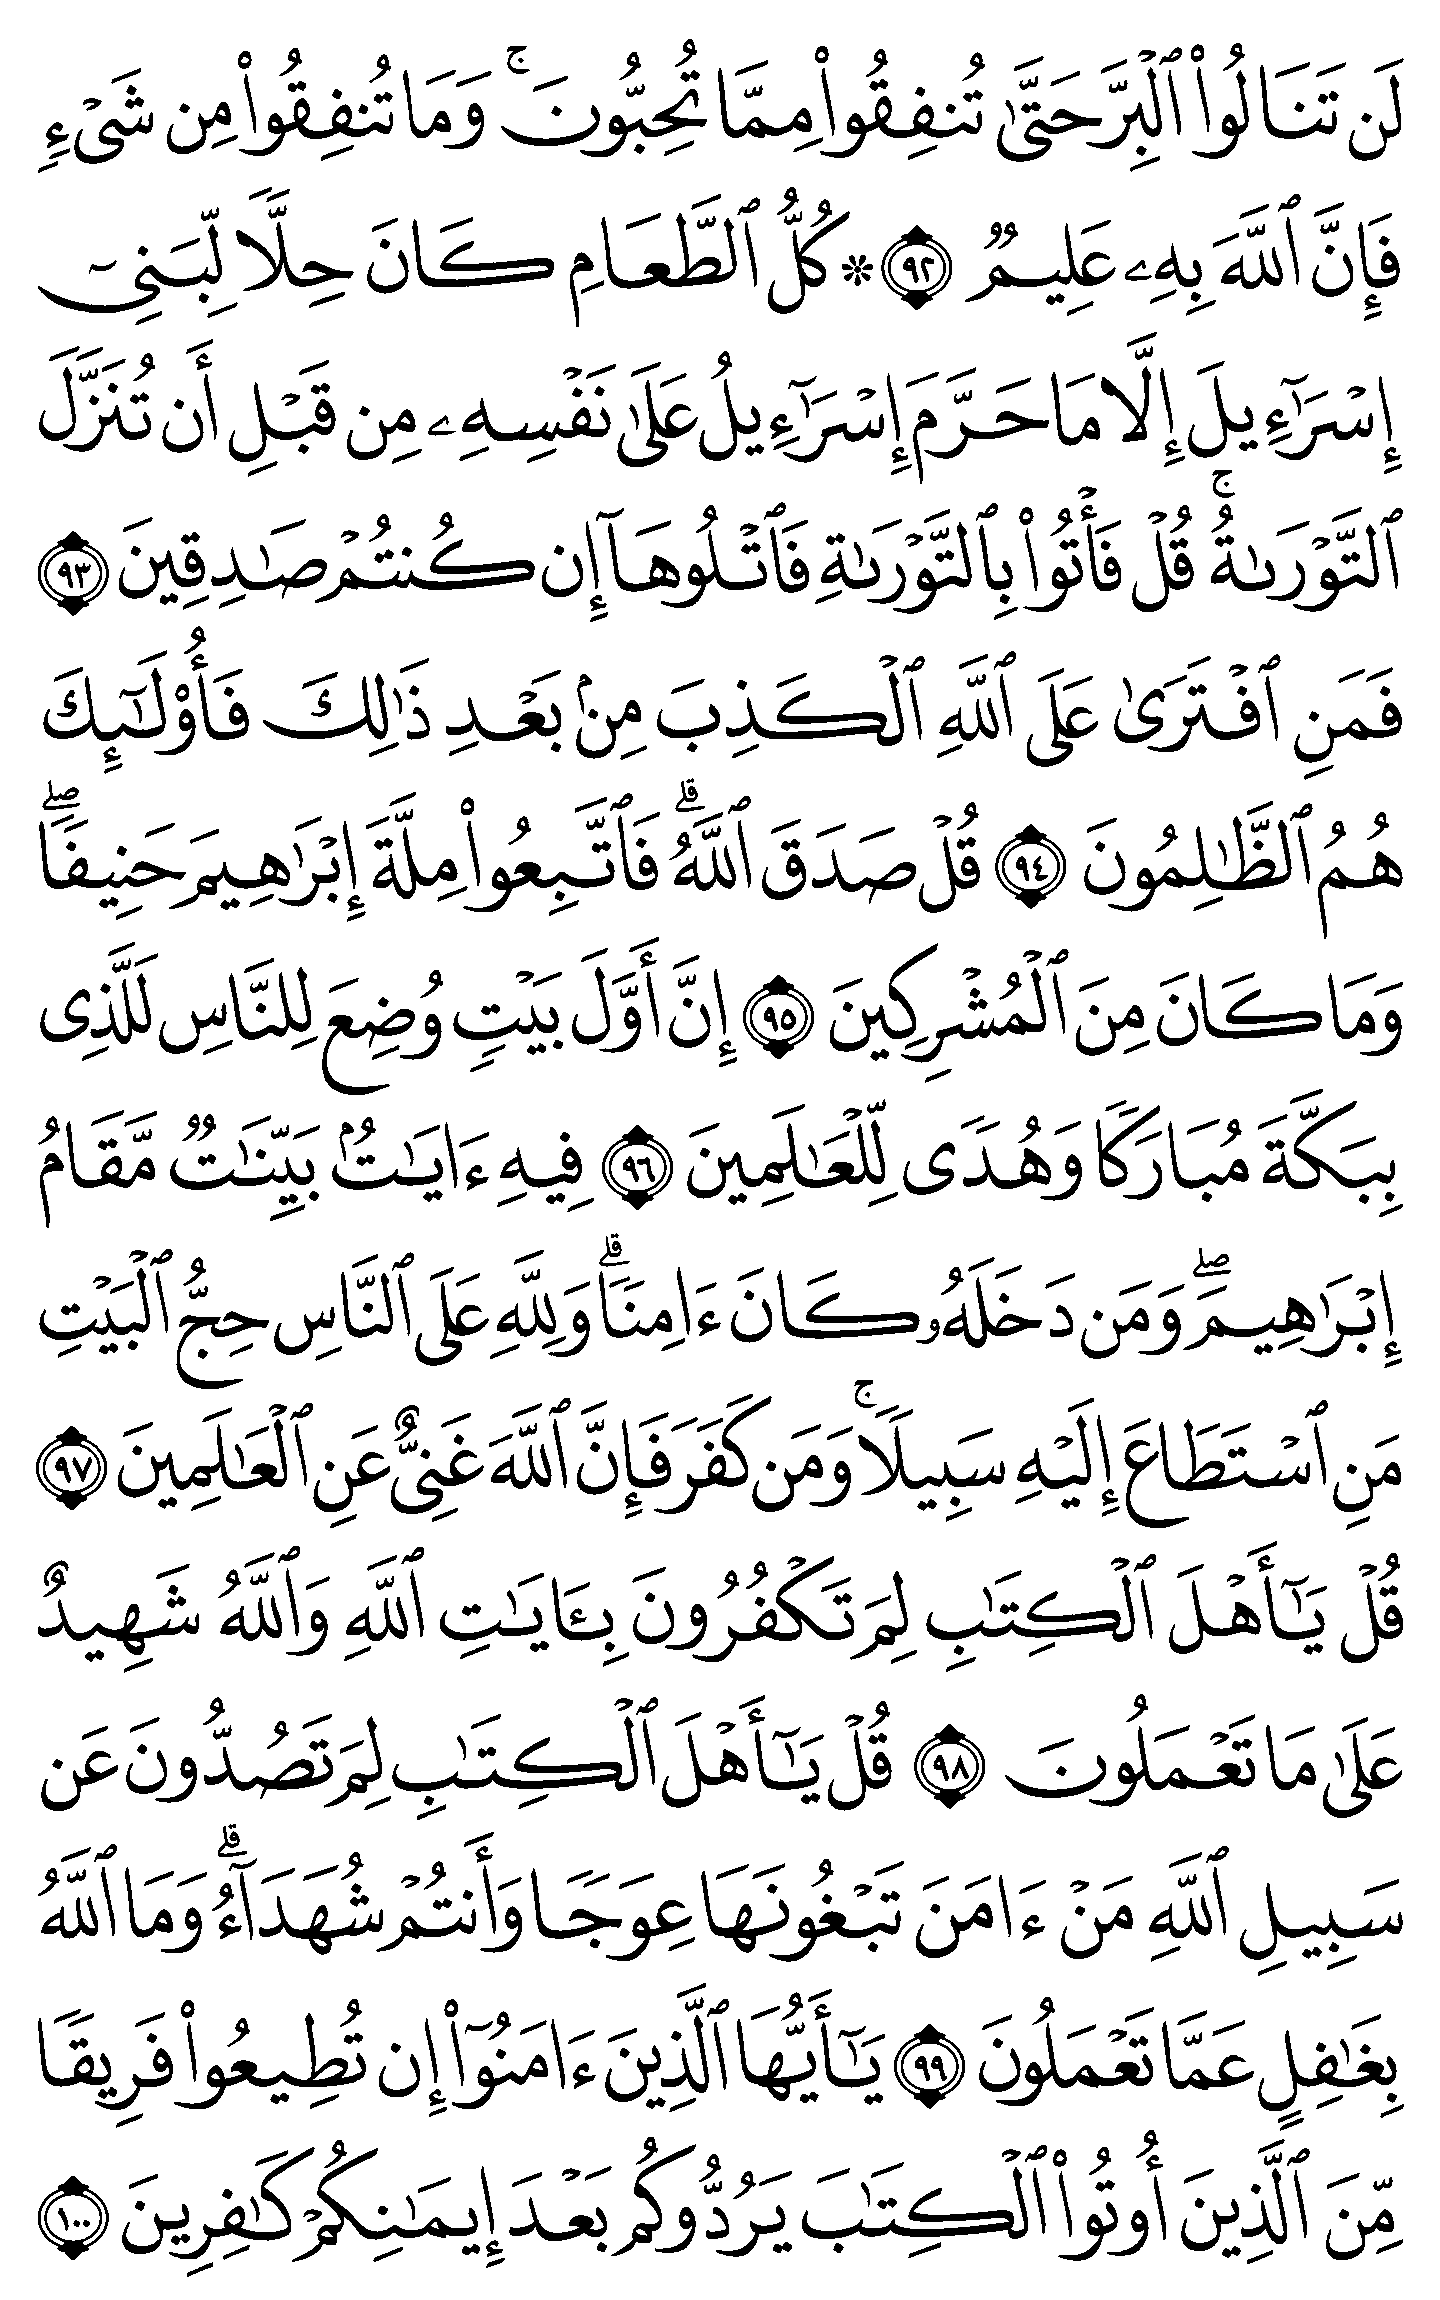 لَن تَنَالُوا۟ ٱلْبِرَّ حَتَّىٰ تُنفِقُوا۟ مِمَّا تُحِبُّونَ ۚ وَمَا تُنفِقُوا۟ مِن شَىْءٍ
فَإِنَّ ٱللَّهَ بِهِۦ عَلِيمٌ ٩٢ ۞ كُلُّ ٱلطَّعَامِ كَانَ حِلًّا لِّبَنِىٓ
إِسْرَٰٓءِيلَ إِلَّا مَا حَرَّمَ إِسْرَٰٓءِيلُ عَلَىٰ نَفْسِهِۦ مِن قَبْلِ أَن تُنَزَّلَ
ٱلتَّوْرَىٰةُ ۚ قُلْ فَأْتُوا۟ بِٱلتَّوْرَىٰةِ فَٱتْلُوهَآ إِن كُنتُمْ صَـٰدِقِينَ ٩٣
فَمَنِ ٱفْتَرَىٰ عَلَى ٱللَّهِ ٱلْكَذِبَ مِنۢ بَعْدِ ذَٰلِكَ فَأُو۟لَـٰٓئِكَ
هُمُ ٱلظَّـٰلِمُونَ ٩٤ قُلْ صَدَقَ ٱللَّهُ ۗ فَٱتَّبِعُوا۟ مِلَّةَ إِبْرَٰهِيمَ حَنِيفًا ۖ
وَمَا كَانَ مِنَ ٱلْمُشْرِكِينَ ٩٥ إِنَّ أَوَّلَ بَيْتٍ وُضِعَ لِلنَّاسِ لَلَّذِى
بِبَكَّةَ مُبَارَكًا وَهُدًى لِّلْعَـٰلَمِينَ ٩٦ فِيهِ ءَايَـٰتٌۢ بَيِّنَـٰتٌ مَّقَامُ
إِبْرَٰهِيمَ ۖ وَمَن دَخَلَهُۥ كَانَ ءَامِنًا ۗ وَلِلَّهِ عَلَى ٱلنَّاسِ حِجُّ ٱلْبَيْتِ
مَنِ ٱسْتَطَاعَ إِلَيْهِ سَبِيلًا ۚ وَمَن كَفَرَ فَإِنَّ ٱللَّهَ غَنِىٌّ عَنِ ٱلْعَـٰلَمِينَ ٩٧
قُلْ يَـٰٓأَهْلَ ٱلْكِتَـٰبِ لِمَ تَكْفُرُونَ بِـَٔايَـٰتِ ٱللَّهِ وَٱللَّهُ شَهِيدٌ
عَلَىٰ مَا تَعْمَلُونَ ٩٨ قُلْ يَـٰٓأَهْلَ ٱلْكِتَـٰبِ لِمَ تَصُدُّونَ عَن
سَبِيلِ ٱللَّهِ مَنْ ءَامَنَ تَبْغُونَهَا عِوَجًا وَأَنتُمْ شُهَدَآءُ ۗ وَمَا ٱللَّهُ
بِغَـٰفِلٍ عَمَّا تَعْمَلُونَ ٩٩ يَـٰٓأَيُّهَا ٱلَّذِينَ ءَامَنُوٓا۟ إِن تُطِيعُوا۟ فَرِيقًا
مِّنَ ٱلَّذِينَ أُوتُوا۟ ٱلْكِتَـٰبَ يَرُدُّوكُم بَعْدَ إِيمَـٰنِكُمْ كَـٰفِرِينَ ١٠٠